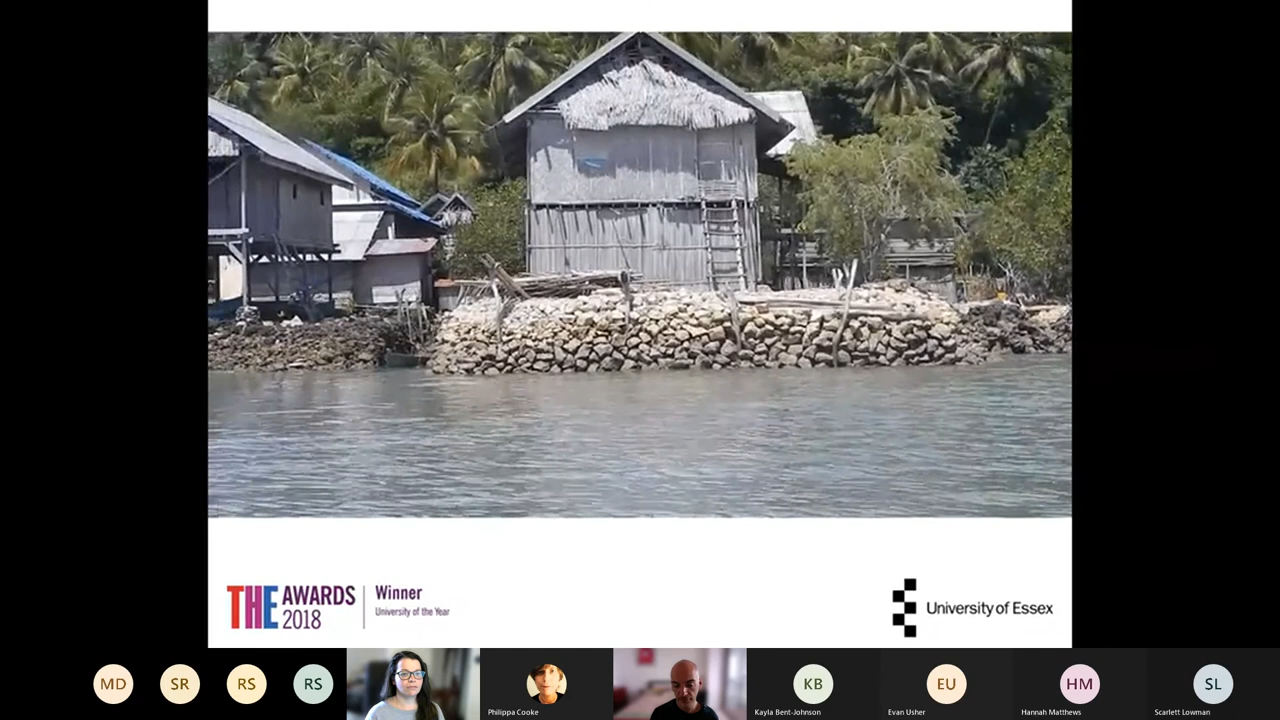 THE AWARDS 2018
Winner
University of the Year
University of Essex
MD
SR
RS
RS
Philippa Cooke
KB
Kayla Bent-Johnson
EU
Evan Usher
HM
Hannah Matthews
SL
Scarlett Lowman